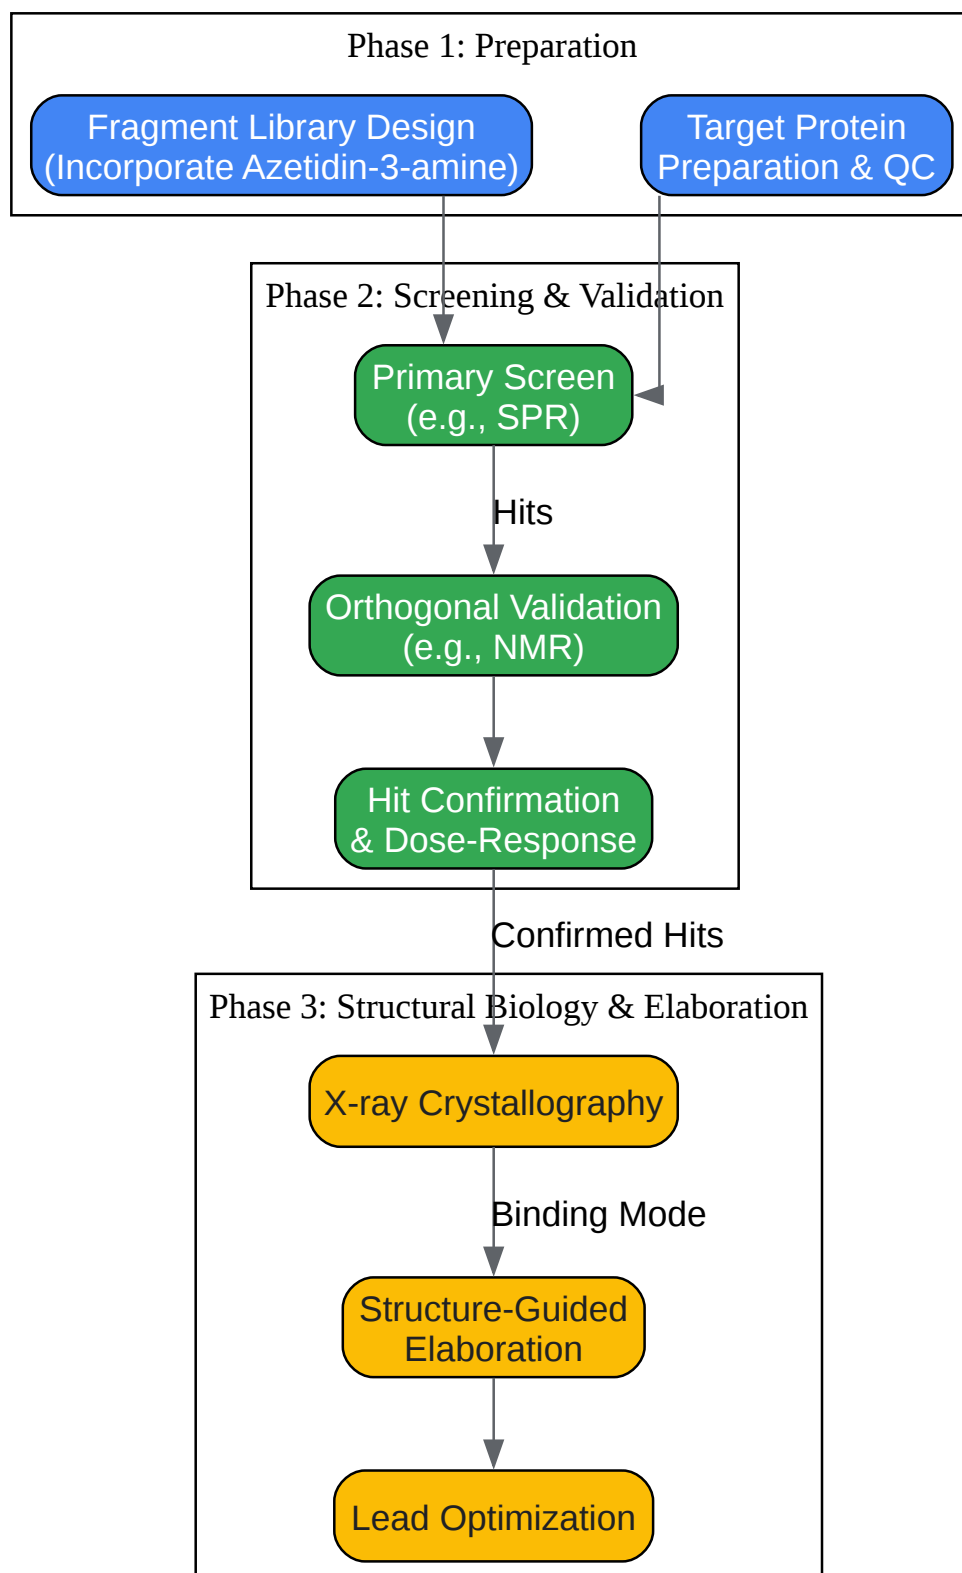 Phase 1: Preparation
Fragment Library Design
(Incorporate Azetidin-3-amine)
Target Protein
Preparation & QC
Phase 2: Screening & Validation
Primary Screen
(e.g., SPR)
Hits
Orthogonal Validation
(e.g., NMR)
Hit Confirmation
& Dose-Response
Confirmed Hits
Phase 3: Structural Biology & Elaboration
X-ray Crystallography
Binding Mode
Structure-Guided
Elaboration
Lead Optimization